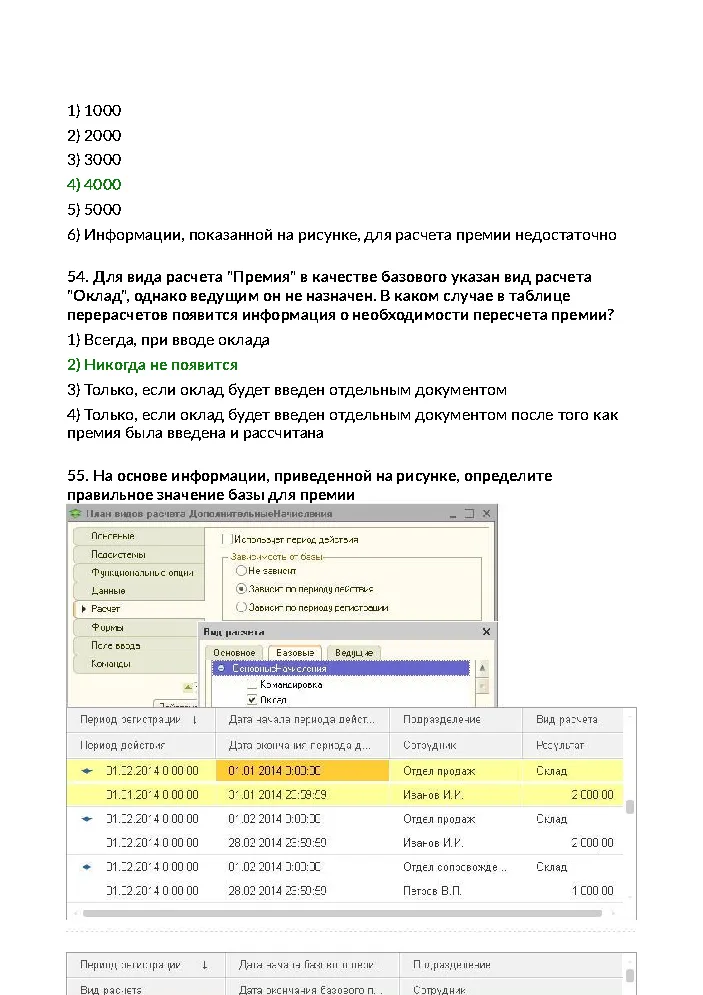 1) 1000
2) 2000
3) 3000
4) 4000
5) 5000
6) Информации, показанной на рисунке, для расчета премии недостаточно
54. Для вида расчета "Премия" в качестве базового указан вид расчета
"Оклад", однако ведущим он не назначен. В каком случае в таблице
перерасчетов появится информация о необходимости пересчета премии?
1) Всегда, при вводе оклада
2) Никогда не появится
3) Только, если оклад будет введен отдельным документом
4) Только, если оклад будет введен отдельным документом после того как
премия была введена и рассчитана
55. На основе информации, приведенной на рисунке, определите
правильное значение базы для премии
План видов расчета ДополнительныеНачисления
Основные
Использует период действия
Подсистемы
Зависимость от базы
Функциональные опции
Не зависит
Данные
Зависит по периоду действия
Расчет
Зависит по периоду регистрации
Формы
Вид расчета
Поле ввода
Основное Базовые Ведущие
Команды
ОсновныеНачисления
Командировка
Оклад
Период регистрации ↓ Дата начала периода дейст... Подразделение Вид расчета
Период действия Дата окончания периода д... Сотрудник Результат
01.02.2014 0:00:00 01.01.2014 0:00:00 Отдел продаж Оклад
01.01.2014 0:00:00 31.01.2014 23:59:59 Иванов И.И. 2 000,00
01.02.2014 0:00:00 01.02.2014 0:00:00 Отдел продаж Оклад
01.02.2014 0:00:00 28.02.2014 23:59:59 Иванов И.И. 2 000,00
01.02.2014 0:00:00 01.02.2014 0:00:00 Отдел сопровожде... Оклад
01.02.2014 0:00:00 28.02.2014 23:59:59 Петров В.П. 1 000,00
Период регистрации ↓ Дата начала базового пери... Подразделение
Вид расчета Дата окончания базового п... Сотрудник